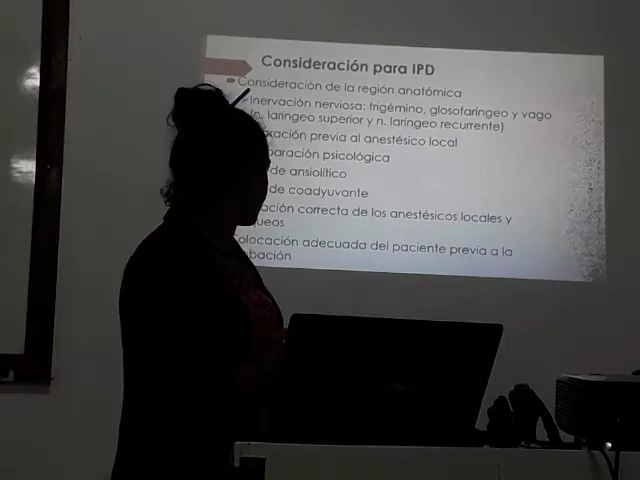 Consideración para IPD
Consideración de la región anatómica
Inervación nerviosa: trigémino, glosofaríngeo y vago
(n. laríngeo superior y n. laríngeo recurrente)
previa al anestésico local
psicológica
de ansiolítico
de coadyuvante
correcta de los anestésicos locales y
adecuada del paciente previa a la